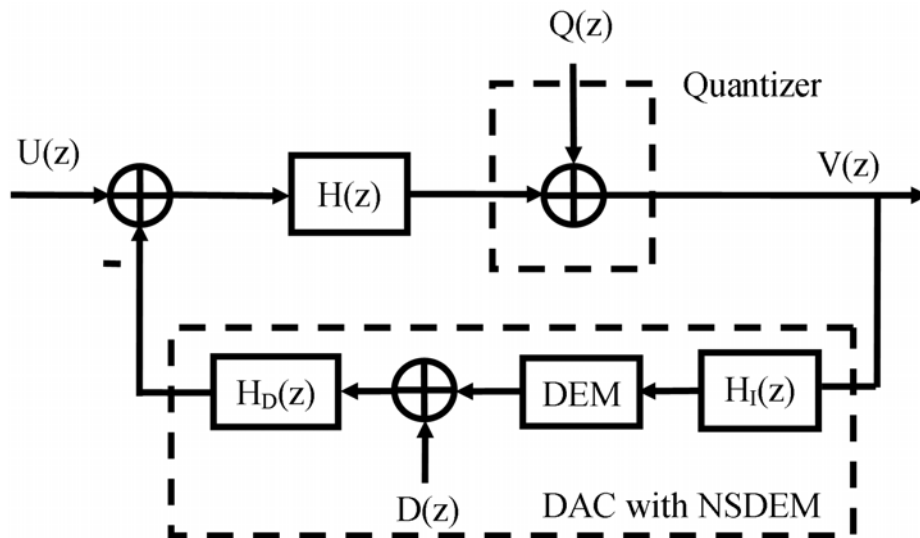 Q(z)
Quantizer
U(z)
V(z)
H(z)
-
H_D(z)
DEM
H_I(z)
D(z)
DAC with NSDEM